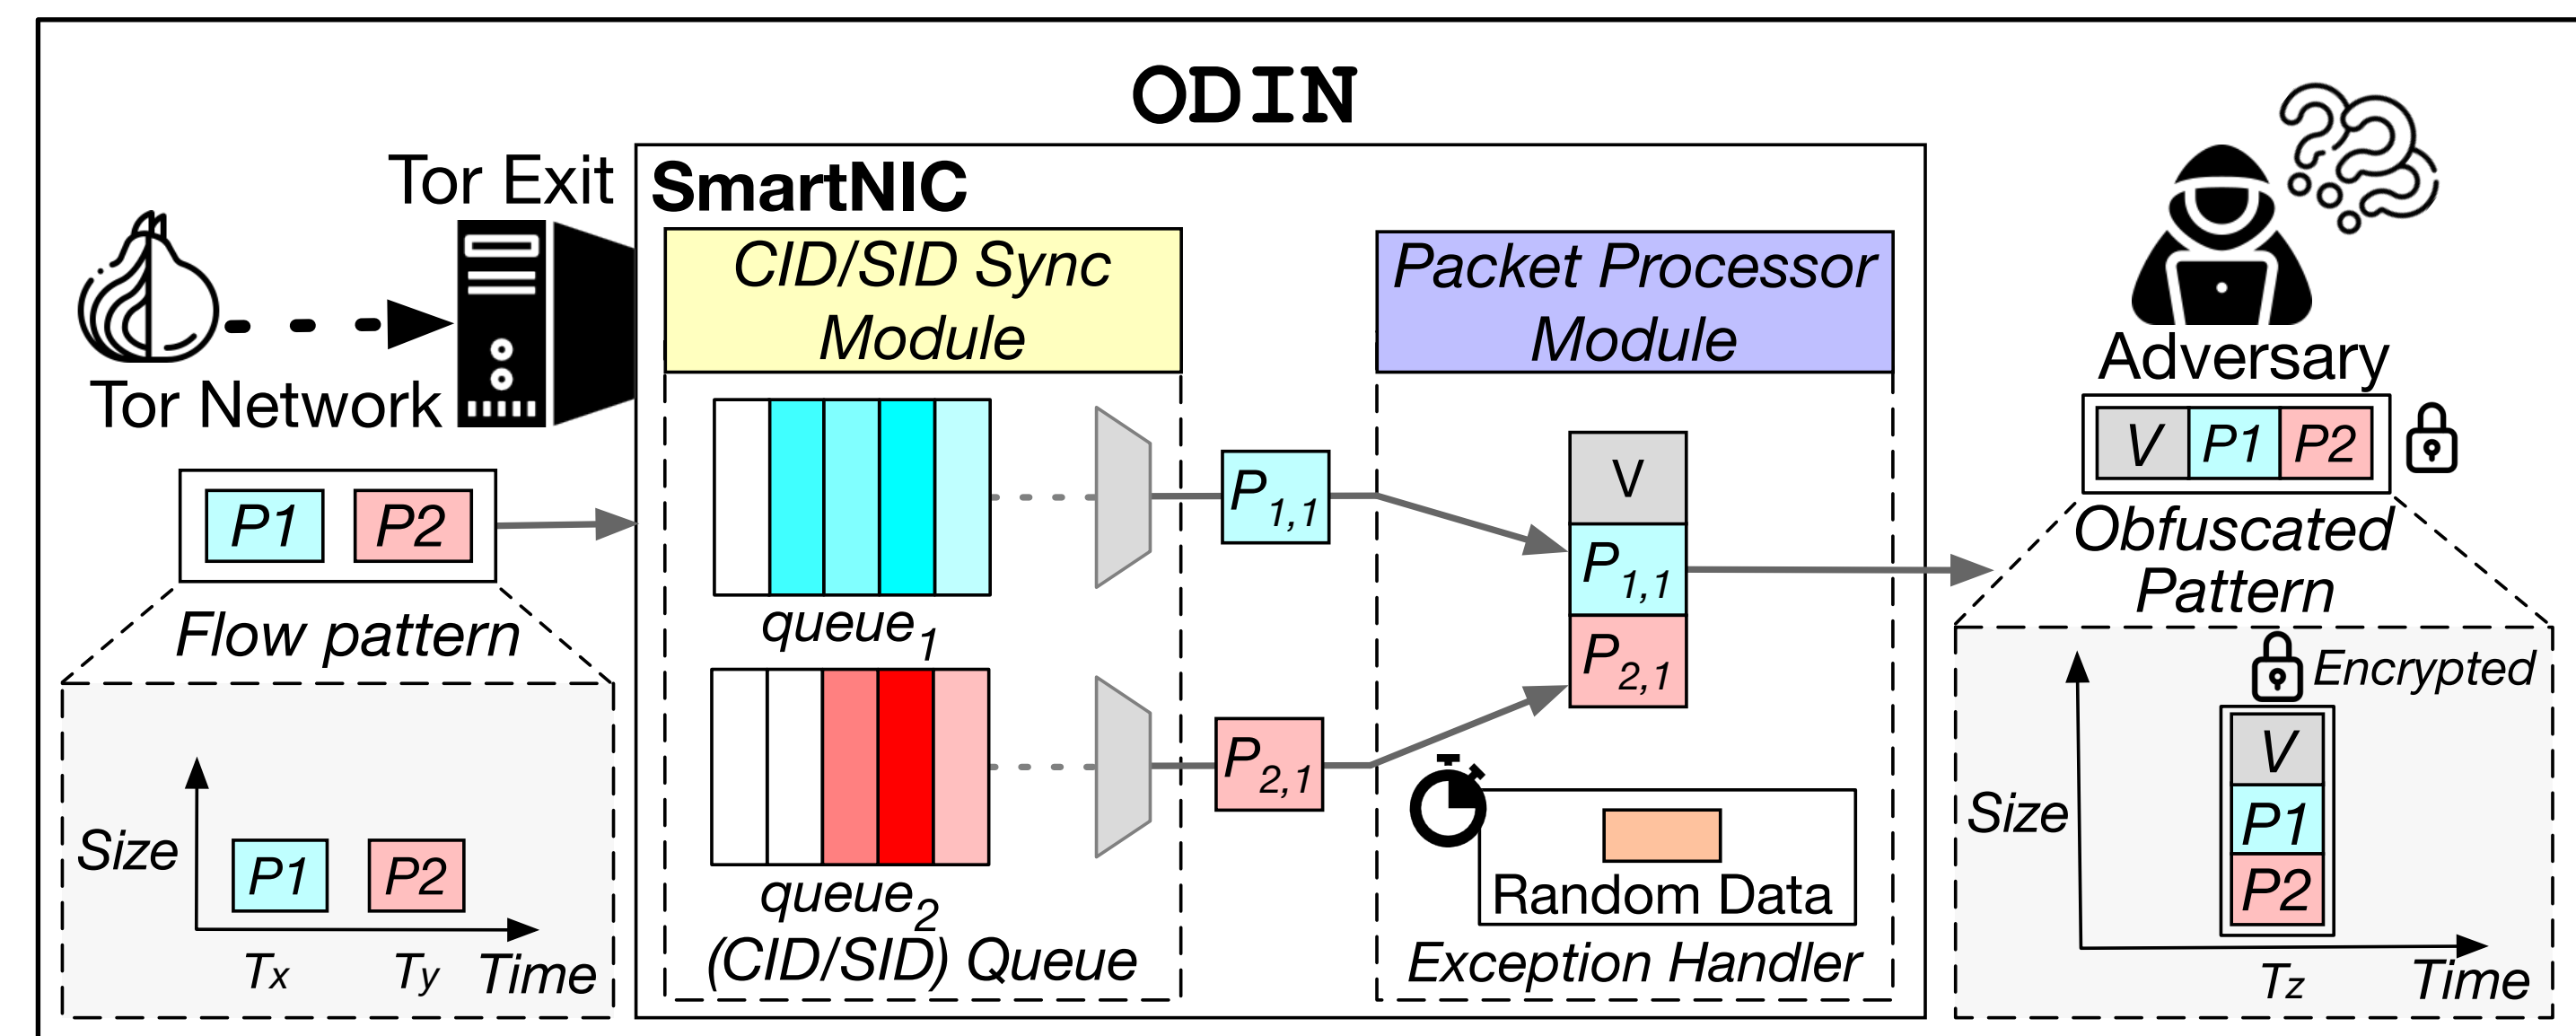 ODIN
Tor Exit
SmartNIC
Tor Network
CID/SID Sync
Module
Packet Processor
Module
Adversary
P1 P2
Flow pattern
Size
P1 P2
Tx Ty Time
queue1
queue2
(CID/SID) Queue
P1,1
P2,1
V
P1,1
P2,1
Random Data
Exception Handler
V P1 P2
Obfuscated
Pattern
Encrypted
Size
V
P1
P2
Tz Time